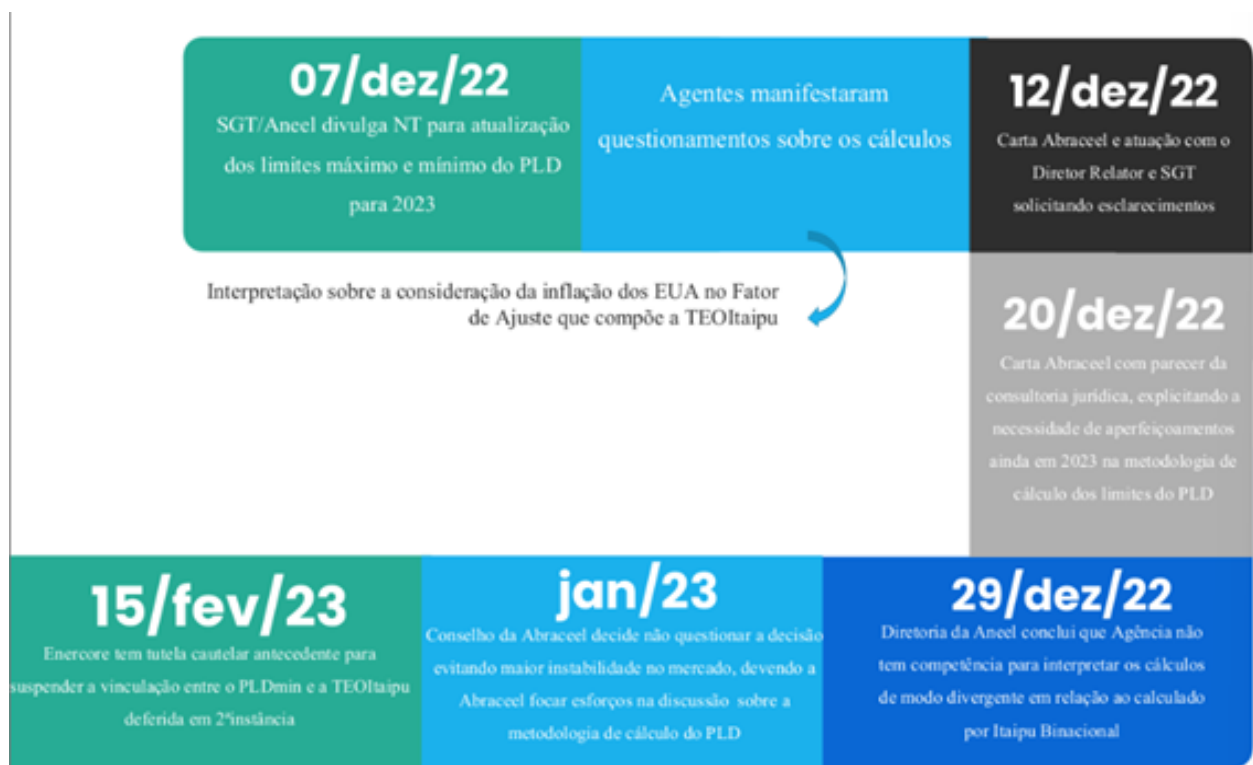 07/dez/22
SGT/Aneel divulga NT para atualização
dos limites máximo e mínimo do PLD
para 2023
Agentes manifestaram
questionamentos sobre os cálculos
12/dez/22
Carta Abraceel e atuação com o
Diretor Relator e SGT
solicitando esclarecimentos
Interpretação sobre a consideração da inflação dos EUA no Fator
de Ajuste que compõe a TEOItaipu
20/dez/22
Carta Abraceel com parecer da
consultoria jurídica, explicitando a
necessidade de aperfeiçoamentos
ainda em 2023 na metodologia de
cálculo dos limites do PLD
29/dez/22
Diretoria da Aneel conclui que Agência não
tem competência para interpretar os cálculos
de modo divergente em relação ao calculado
por Itaipu Binacional
jan/23
Conselho da Abraceel decide não questionar a decisão
evitando maior instabilidade no mercado, devendo a
Abraceel focar esforços na discussão sobre a
metodologia de cálculo do PLD
15/fev/23
Enercore tem tutela cautelar antecedente para
suspender a vinculação entre o PLDmin e a TEOItaipu
deferida em 2ªinstância